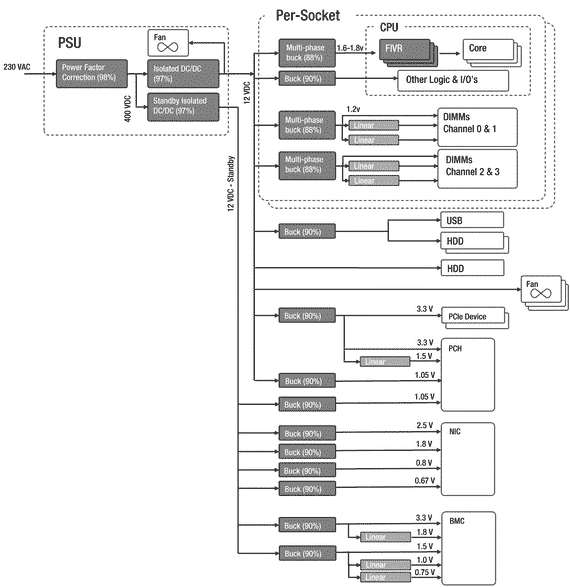 Per-Socket
PSU
CPU
Fan
230 VAC
Power Factor
Correction (98%)
Isolated DC/DC
(97%)
Standby Isolated
DC/DC (97%)
400 VDC
12 VDC
12 VDC - Standby
Multi-phase
buck (88%)
1.6-1.8v
FIVR
Core
Buck (90%)
Other Logic & I/O's
Multi-phase
buck (88%)
1.2v
Linear
Linear
DIMMs
Channel 0 & 1
Multi-phase
buck (88%)
Linear
Linear
DIMMs
Channel 2 & 3
Buck (90%)
USB
HDD
HDD
Fan
Buck (90%)
3.3 V
PCIe Device
3.3 V
PCH
Linear
1.5 V
Buck (90%)
1.05 V
Buck (90%)
1.05 V
Buck (90%)
2.5 V
NIC
Buck (90%)
1.8 V
Buck (90%)
0.8 V
Buck (90%)
0.67 V
Buck (90%)
3.3 V
BMC
Linear
1.8 V
Buck (90%)
1.5 V
Linear
1.0 V
Linear
0.75 V